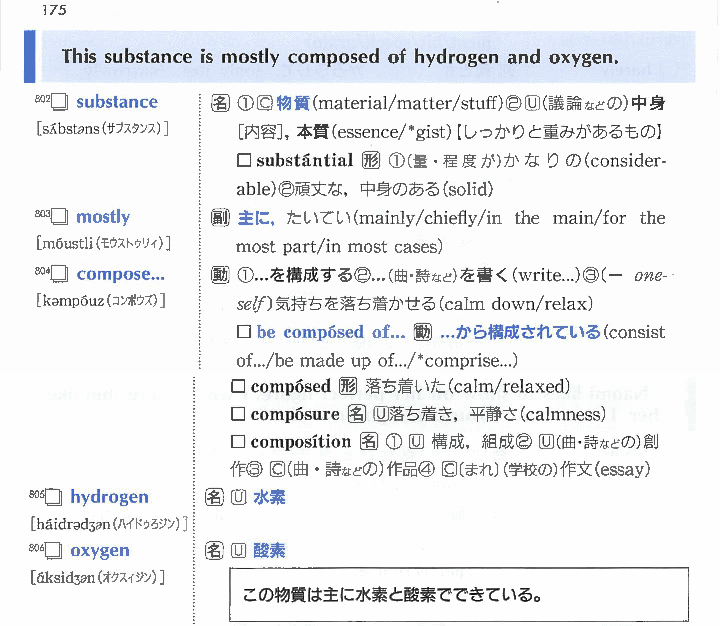 175
This substance is mostly composed of hydrogen and oxygen.
802□ substance 名 ①Ⓒ物質(material/matter/stuff)②Ⓤ(議論などの)中身
[sʌ́bstəns(サブスタンス)] [内容], 本質(essence/*gist)【しっかりと重みがあるもの】
□ substántial 形 ①(量・程度が)かなりの(consider-
able)②頑丈な, 中身のある(solid)
803□ mostly 副 主に, たいてい(mainly/chiefly/in the main/for the
[móustli(モウストゥリィ)] most part/in most cases)
804□ compose... 動 ①...を構成する②...(曲・詩など)を書く(write...)③(― one-
[kəmpóuz(コンポウズ)] self)気持ちを落ち着かせる(calm down/relax)
□ be compósed of... 動 ...から構成されている(consist
of.../be made up of.../*comprise...)
□ compósed 形 落ち着いた(calm/relaxed)
□ compósure 名 Ⓤ落ち着き, 平静さ(calmness)
□ composítion 名 ① Ⓤ 構成, 組成② Ⓤ(曲・詩などの)創
作③ Ⓒ(曲・詩などの)作品④ Ⓒ(まれ)(学校の)作文(essay)
805□ hydrogen 名 Ⓤ 水素
[háidrədʒən(ハイドゥろジン)]
806□ oxygen 名 Ⓤ 酸素
[ɑ́ksidʒən(オクスィジン)]
この物質は主に水素と酸素でできている。